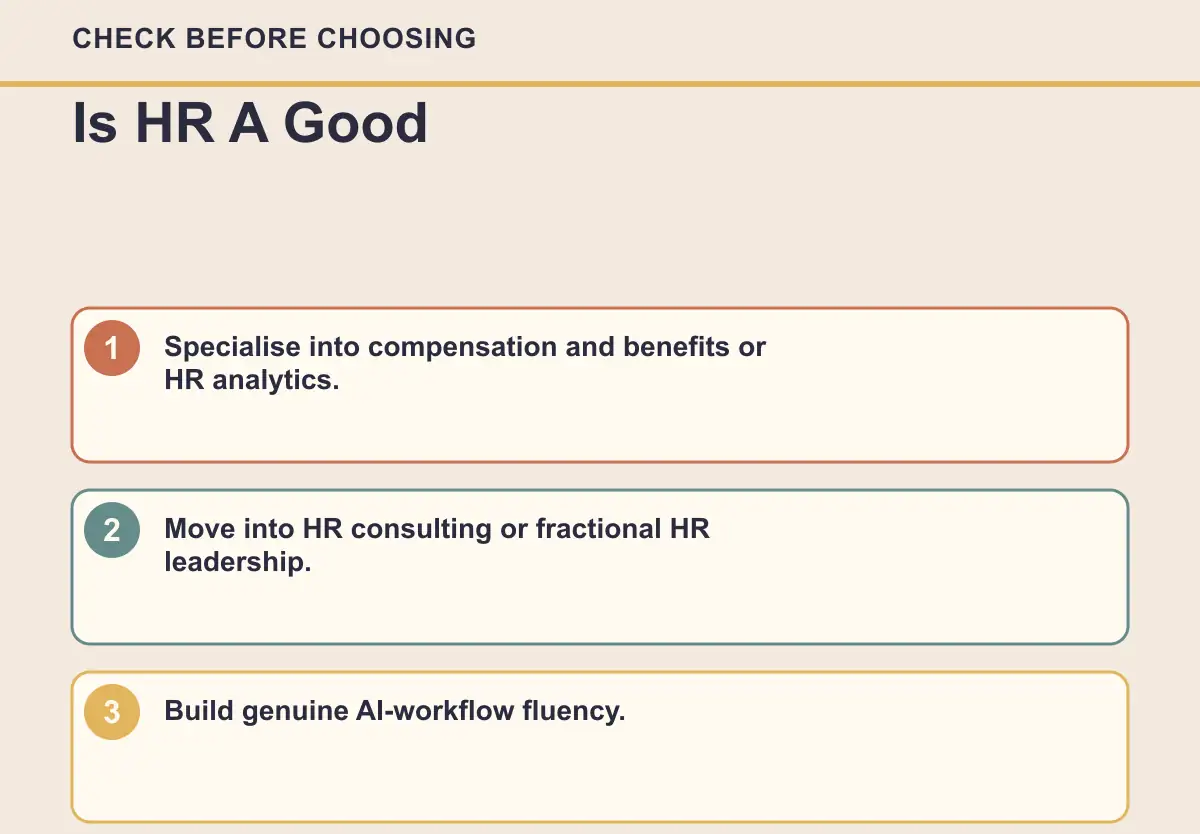 CHECK BEFORE CHOOSING
Is HR A Good
1
Specialise into compensation and benefits or
HR analytics.
2
Move into HR consulting or fractional HR
leadership.
3
Build genuine AI-workflow fluency.